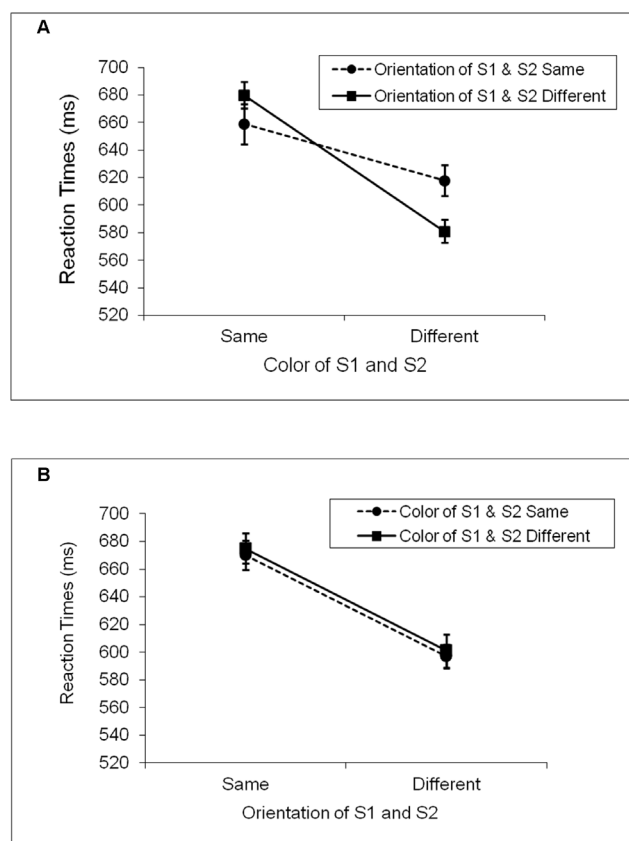 A
700
680
660
640
620
600
580
560
540
520
Reaction Times (ms)
Orientation of S1 & S2 Same
Orientation of S1 & S2 Different
Same
Different
Color of S1 and S2
B
700
680
660
640
620
600
580
560
540
520
Reaction Times (ms)
Color of S1 & S2 Same
Color of S1 & S2 Different
Same
Different
Orientation of S1 and S2